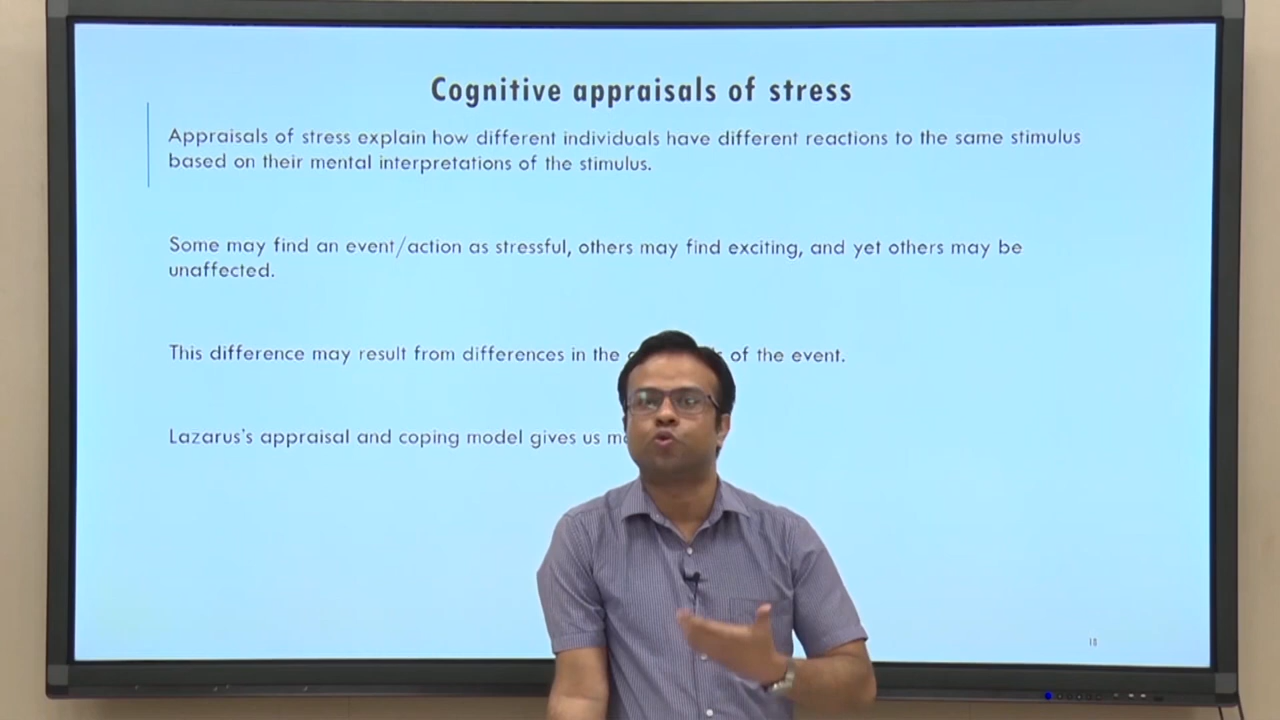 Cognitive appraisals of stress
Appraisals of stress explain how different individuals have different reactions to the same stimulus
based on their mental interpretations of the stimulus.
Some may find an event/action as stressful, others may find exciting, and yet others may be
unaffected.
This difference may result from differences in the of the event.
Lazarus's appraisal and coping model gives us
18